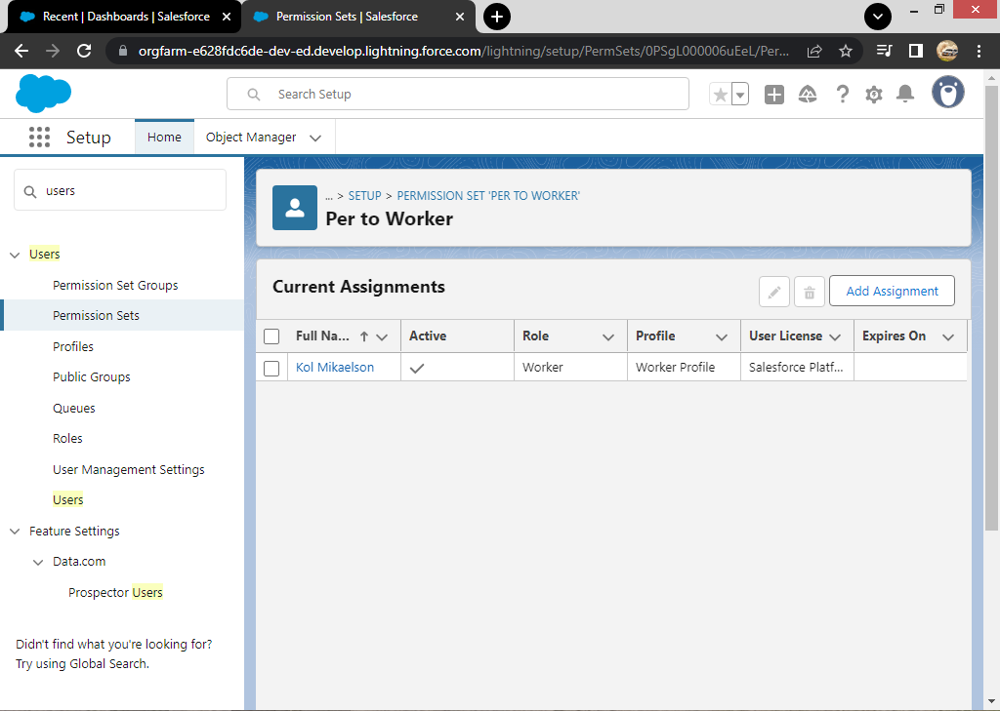 Recent | Dashboards | Salesforce
Permission Sets | Salesforce
orgfarm-e628fdc6de-dev-ed.develop.lightning.force.com/lightning/setup/PermSets/0PSgL000006uEeL/Per...
Search Setup
Setup
Home
Object Manager
users
Users
Permission Set Groups
Permission Sets
Profiles
Public Groups
Queues
Roles
User Management Settings
Users
Feature Settings
Data.com
Prospector Users
Didn't find what you're looking for?
Try using Global Search.
... > SETUP > PERMISSION SET 'PER TO WORKER'
Per to Worker
Current Assignments
Add Assignment
Full Na... Active Role Profile User License Expires On
Kol Mikaelson Worker Worker Profile Salesforce Platf...